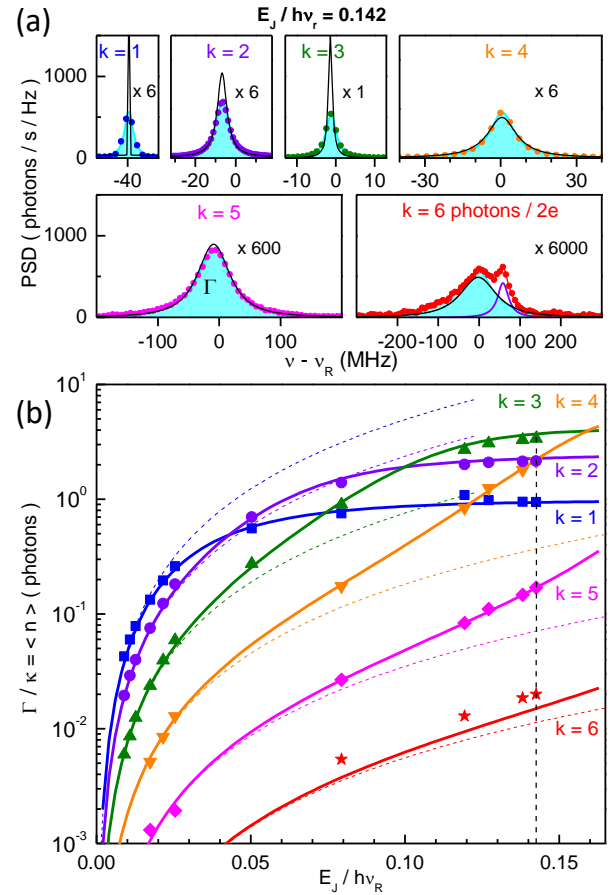 (a)
E_J / hν_r = 0.142
k = 1
k = 2
k = 3
k = 4
1500
1000
500
0
x 6
x 6
x 1
x 6
-40
-20
-20
0
-10
0
10
-30
0
30
PSD ( photons / s / Hz )
k = 5
k = 6 photons / 2e
1000
0
x 600
x 6000
Γ
-100
0
100
-200
-100
0
100
200
ν - ν_R (MHz)
(b)
10^1
10^0
10^-1
10^-2
10^-3
k = 3
k = 4
k = 2
k = 1
k = 5
k = 6
Γ / κ = < n > ( photons )
0.00
0.05
0.10
0.15
E_J / hν_R